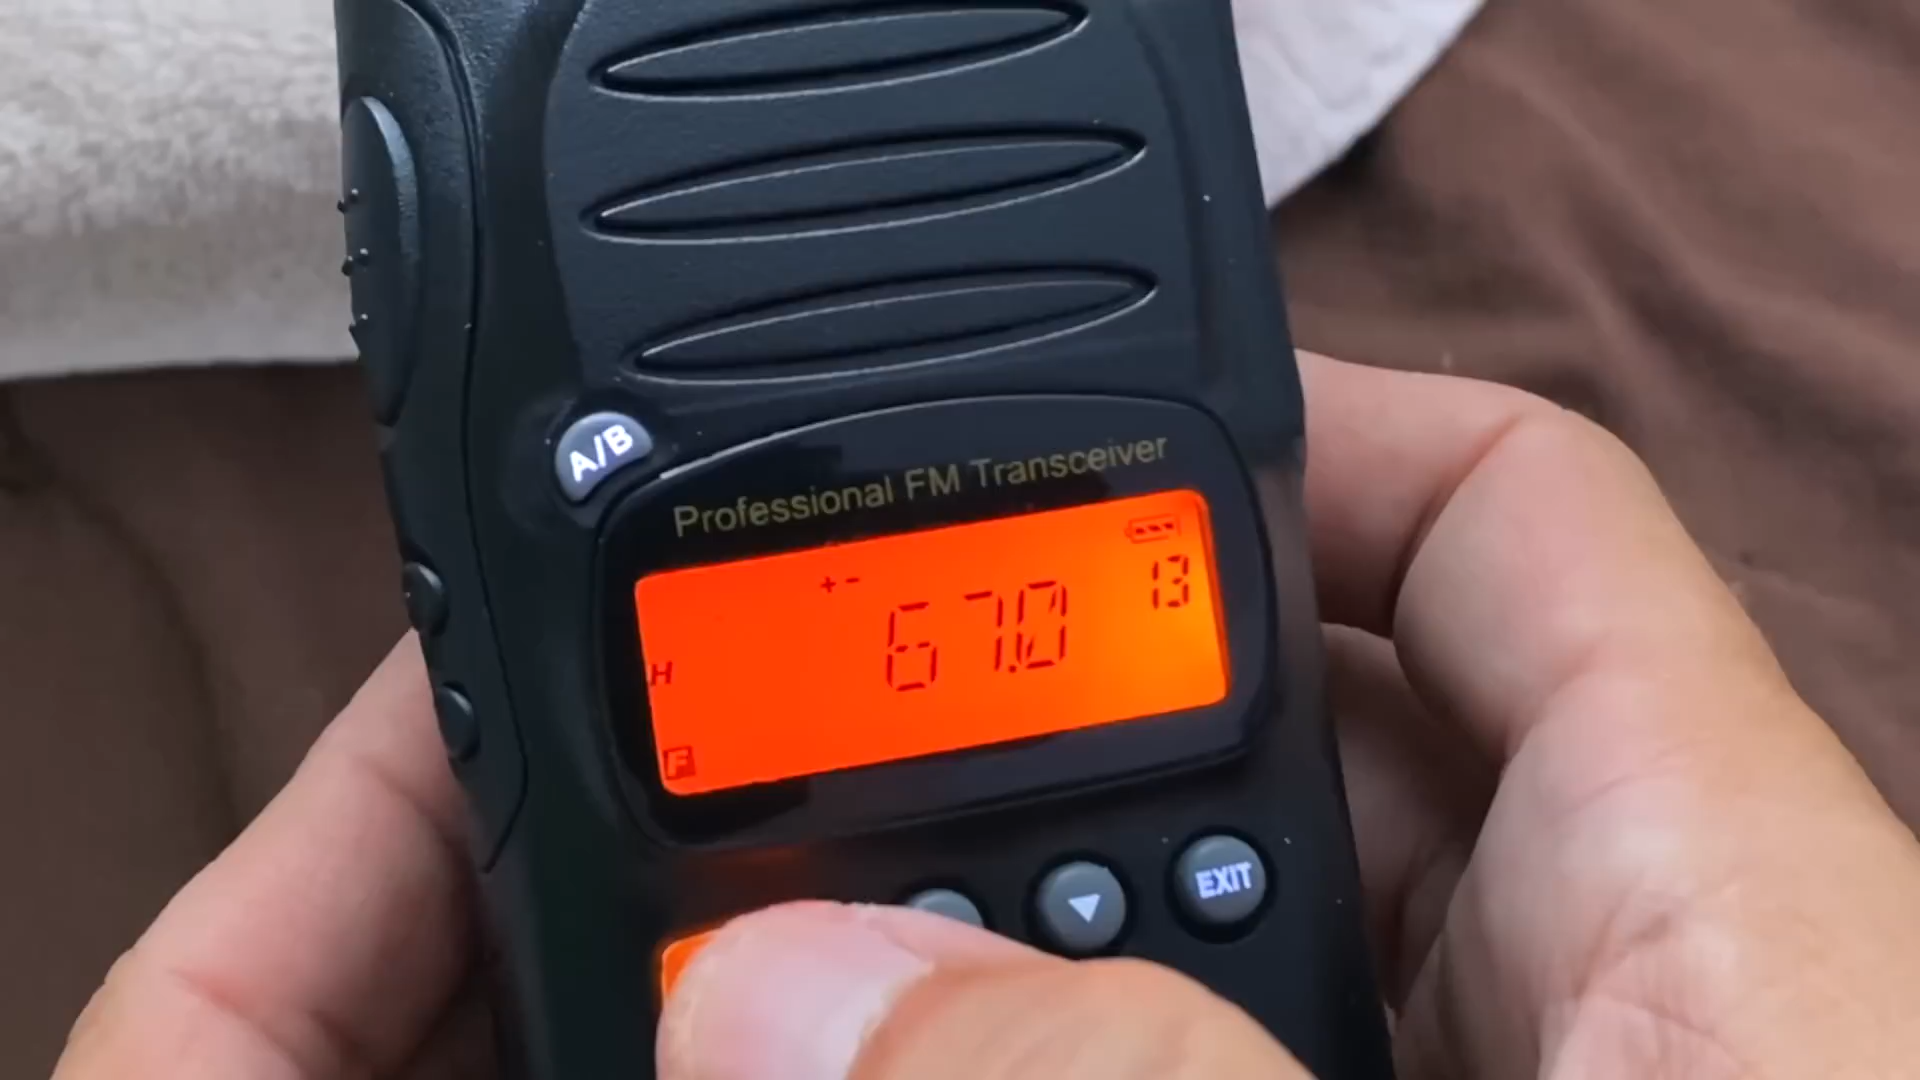 A/B
Professional FM Transceiver
+ -
67.0
13
H
F
EXIT